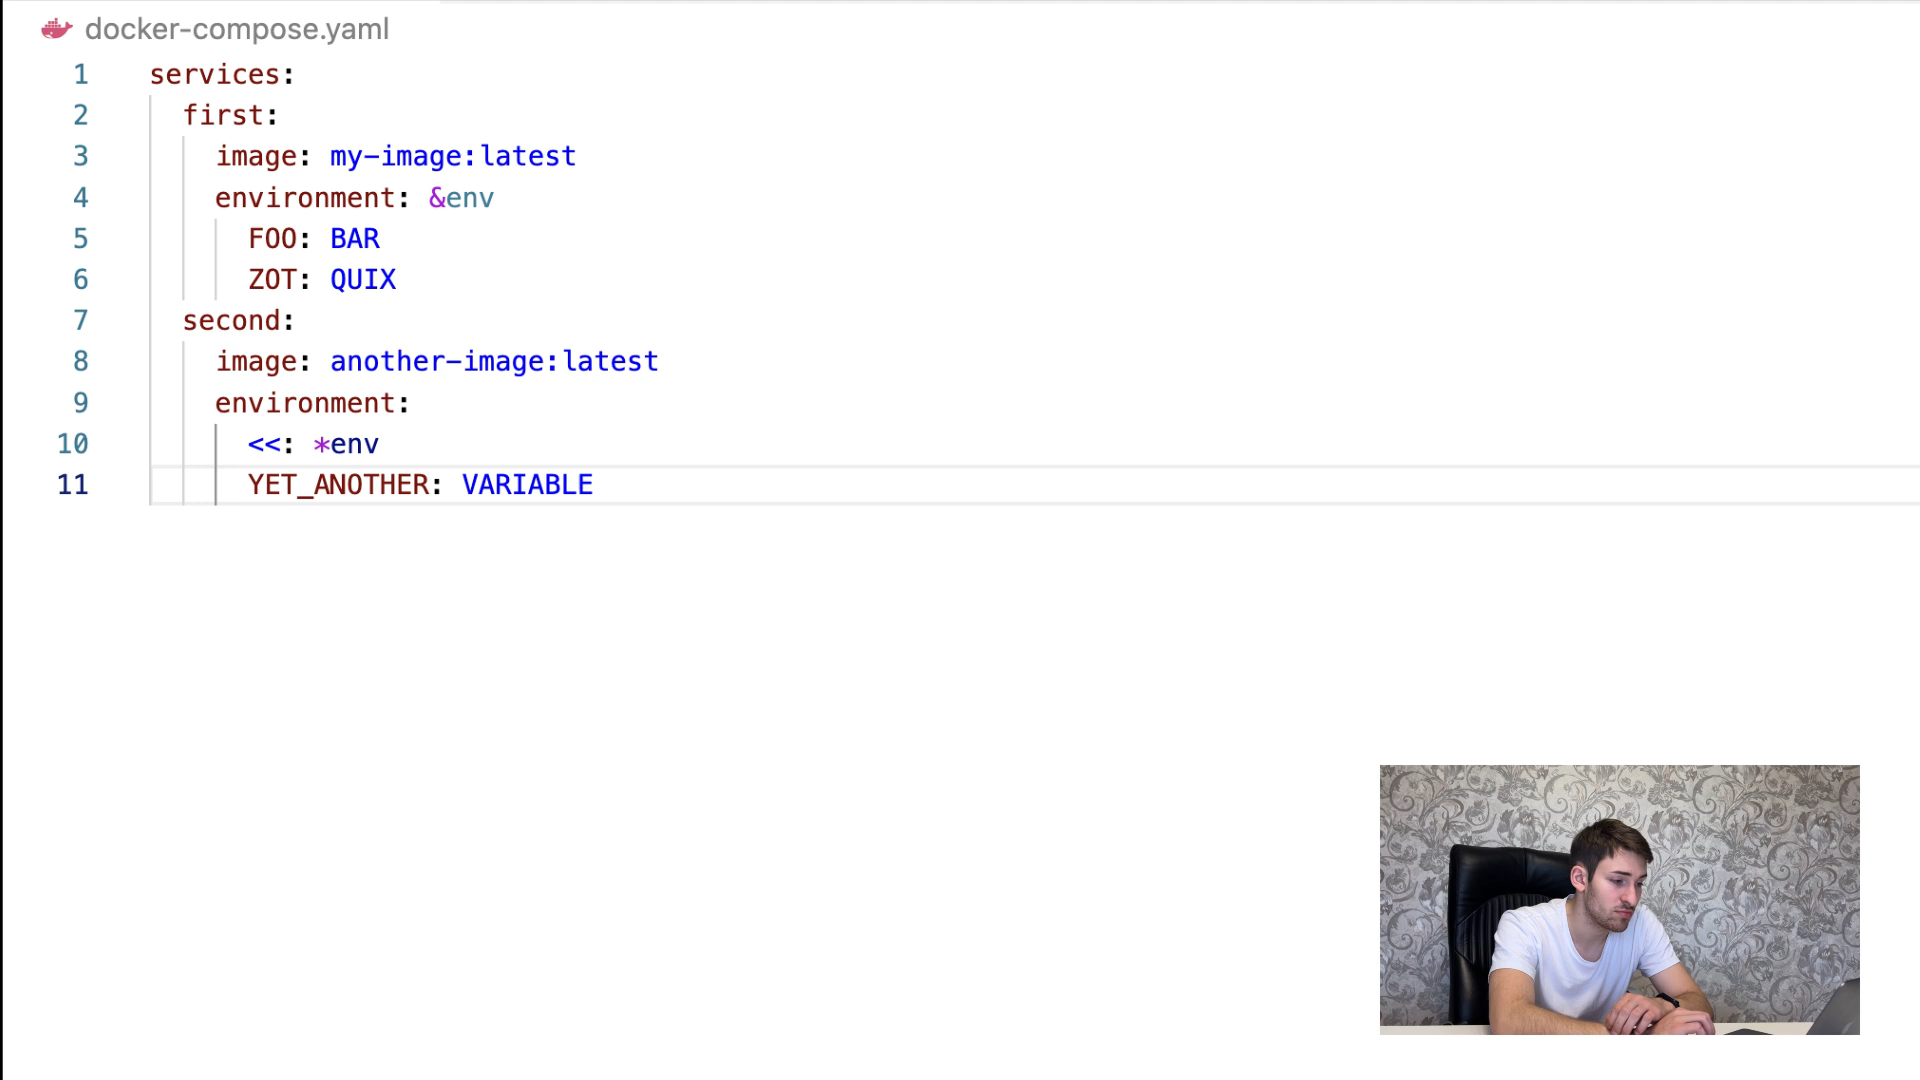 docker-compose.yaml
1 services:
2 first:
3 image: my-image:latest
4 environment: &env
5 FOO: BAR
6 ZOT: QUIX
7 second:
8 image: another-image:latest
9 environment:
10 <<: *env
11 YET_ANOTHER: VARIABLE